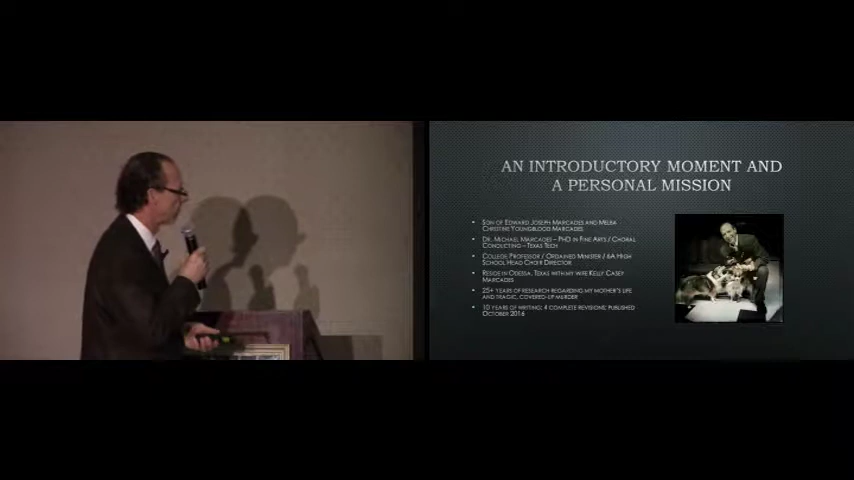 AN INTRODUCTORY MOMENT AND
A PERSONAL MISSION
• SON OF EDWARD JOSEPH MARCADES AND MELBA
CHRISTINE YOUNGBLOOD MARCADES
• DR. MICHAEL MARCADES – PHD IN FINE ARTS / CHORAL
CONDUCTING – TEXAS TECH
• COLLEGE PROFESSOR / ORDAINED MINISTER / 6A HIGH
SCHOOL HEAD CHOIR DIRECTOR
• RESIDE IN ODESSA, TEXAS WITH MY WIFE KELLY CASEY
MARCADES
• 25+ YEARS OF RESEARCH REGARDING MY MOTHER'S LIFE
AND TRAGIC, COVERED-UP MURDER
• 10 YEARS OF WRITING; 4 COMPLETE REVISIONS; PUBLISHED
OCTOBER 2016